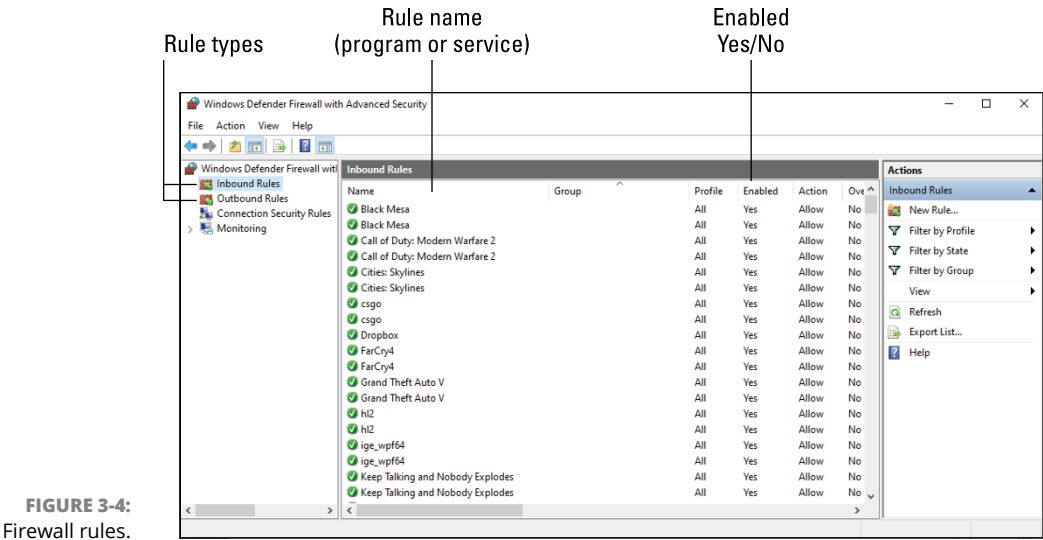 Rule types
Rule name
(program or service)
Enabled
Yes/No
Windows Defender Firewall with Advanced Security
File Action View Help
Windows Defender Firewall witl
Inbound Rules
Outbound Rules
Connection Security Rules
Monitoring
Inbound Rules
Name Group Profile Enabled Action Ove
Black Mesa All Yes Allow No
Black Mesa All Yes Allow No
Call of Duty: Modern Warfare 2 All Yes Allow No
Call of Duty: Modern Warfare 2 All Yes Allow No
Cities: Skylines All Yes Allow No
Cities: Skylines All Yes Allow No
csgo All Yes Allow No
csgo All Yes Allow No
Dropbox All Yes Allow No
FarCry4 All Yes Allow No
FarCry4 All Yes Allow No
Grand Theft Auto V All Yes Allow No
Grand Theft Auto V All Yes Allow No
hl2 All Yes Allow No
hl2 All Yes Allow No
ige_wpf64 All Yes Allow No
ige_wpf64 All Yes Allow No
Keep Talking and Nobody Explodes All Yes Allow No
Keep Talking and Nobody Explodes All Yes Allow No
Actions
Inbound Rules
New Rule...
Filter by Profile
Filter by State
Filter by Group
View
Refresh
Export List...
Help
FIGURE 3-4:
Firewall rules.